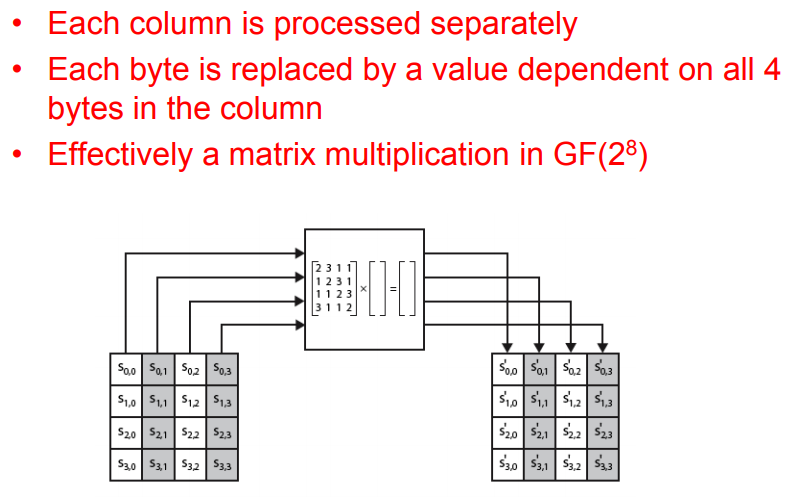 • Each column is processed separately
• Each byte is replaced by a value dependent on all 4
bytes in the column
• Effectively a matrix multiplication in GF(2⁸)
2 3 1 1
1 2 3 1
1 1 2 3
3 1 1 2
× =
S0,0 S0,1 S0,2 S0,3
S1,0 S1,1 S1,2 S1,3
S2,0 S2,1 S2,2 S2,3
S3,0 S3,1 S3,2 S3,3
S'0,0 S'0,1 S'0,2 S'0,3
S'1,0 S'1,1 S'1,2 S'1,3
S'2,0 S'2,1 S'2,2 S'2,3
S'3,0 S'3,1 S'3,2 S'3,3